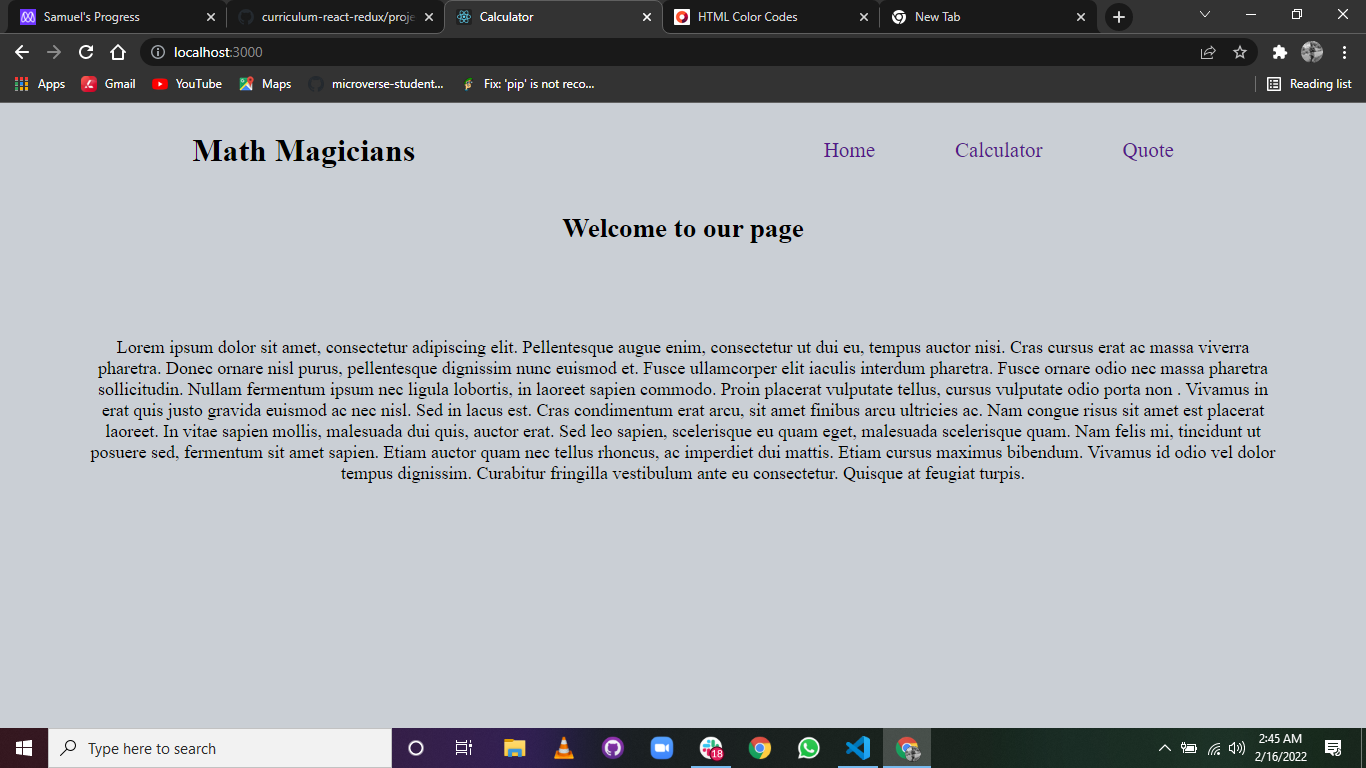 Samuel's Progress
curriculum-react-redux/proje
Calculator
HTML Color Codes
New Tab
localhost:3000
Apps
Gmail
YouTube
Maps
microverse-student...
Fix: 'pip' is not reco...
Reading list
Math Magicians
Home
Calculator
Quote
Welcome to our page
Lorem ipsum dolor sit amet, consectetur adipiscing elit. Pellentesque augue enim, consectetur ut dui eu, tempus auctor nisi. Cras cursus erat ac massa viverra
pharetra. Donec ornare nisl purus, pellentesque dignissim nunc euismod et. Fusce ullamcorper elit iaculis interdum pharetra. Fusce ornare odio nec massa pharetra
sollicitudin. Nullam fermentum ipsum nec ligula lobortis, in laoreet sapien commodo. Proin placerat vulputate tellus, cursus vulputate odio porta non . Vivamus in
erat quis justo gravida euismod ac nec nisl. Sed in lacus est. Cras condimentum erat arcu, sit amet finibus arcu ultricies ac. Nam congue risus sit amet est placerat
laoreet. In vitae sapien mollis, malesuada dui quis, auctor erat. Sed leo sapien, scelerisque eu quam eget, malesuada scelerisque quam. Nam felis mi, tincidunt ut
posuere sed, fermentum sit amet sapien. Etiam auctor quam nec tellus rhoncus, ac imperdiet dui mattis. Etiam cursus maximus bibendum. Vivamus id odio vel dolor
tempus dignissim. Curabitur fringilla vestibulum ante eu consectetur. Quisque at feugiat turpis.
Type here to search
18
2:45 AM
2/16/2022